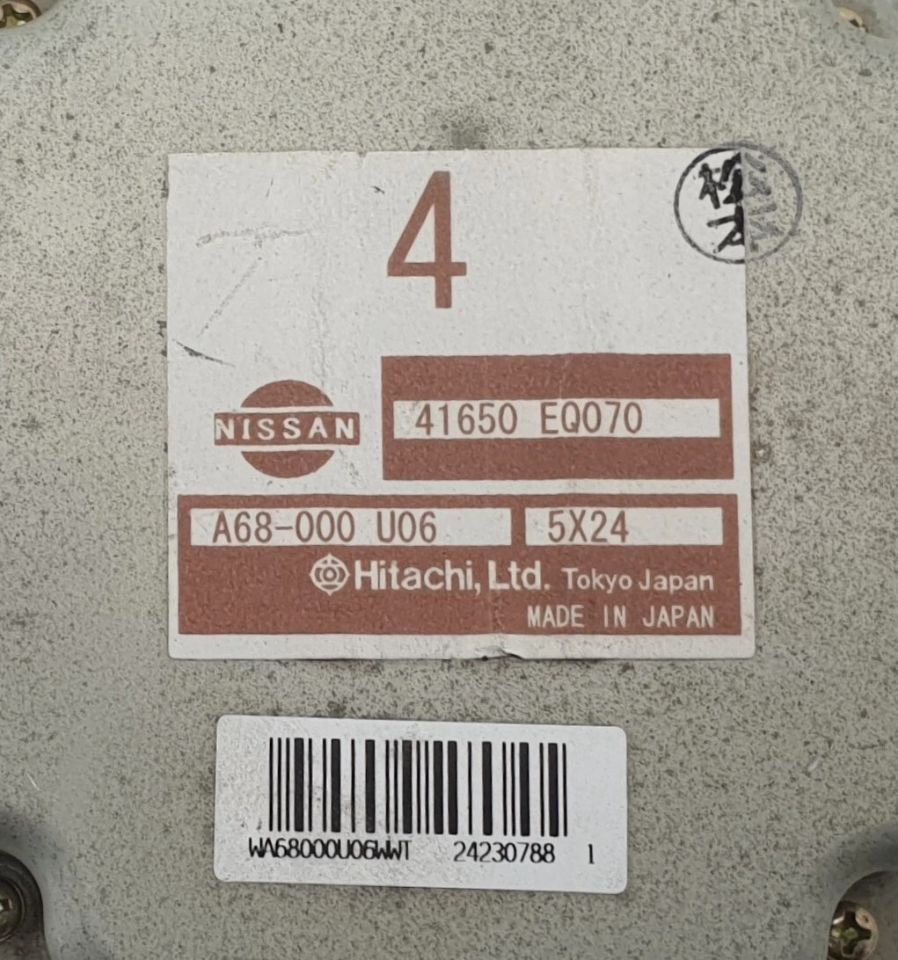 4
NISSAN
41650 EQ070
A68-000 U06
5X24
Hitachi, Ltd. Tokyo Japan
MADE IN JAPAN
WA68000U06WWT 24230788 1